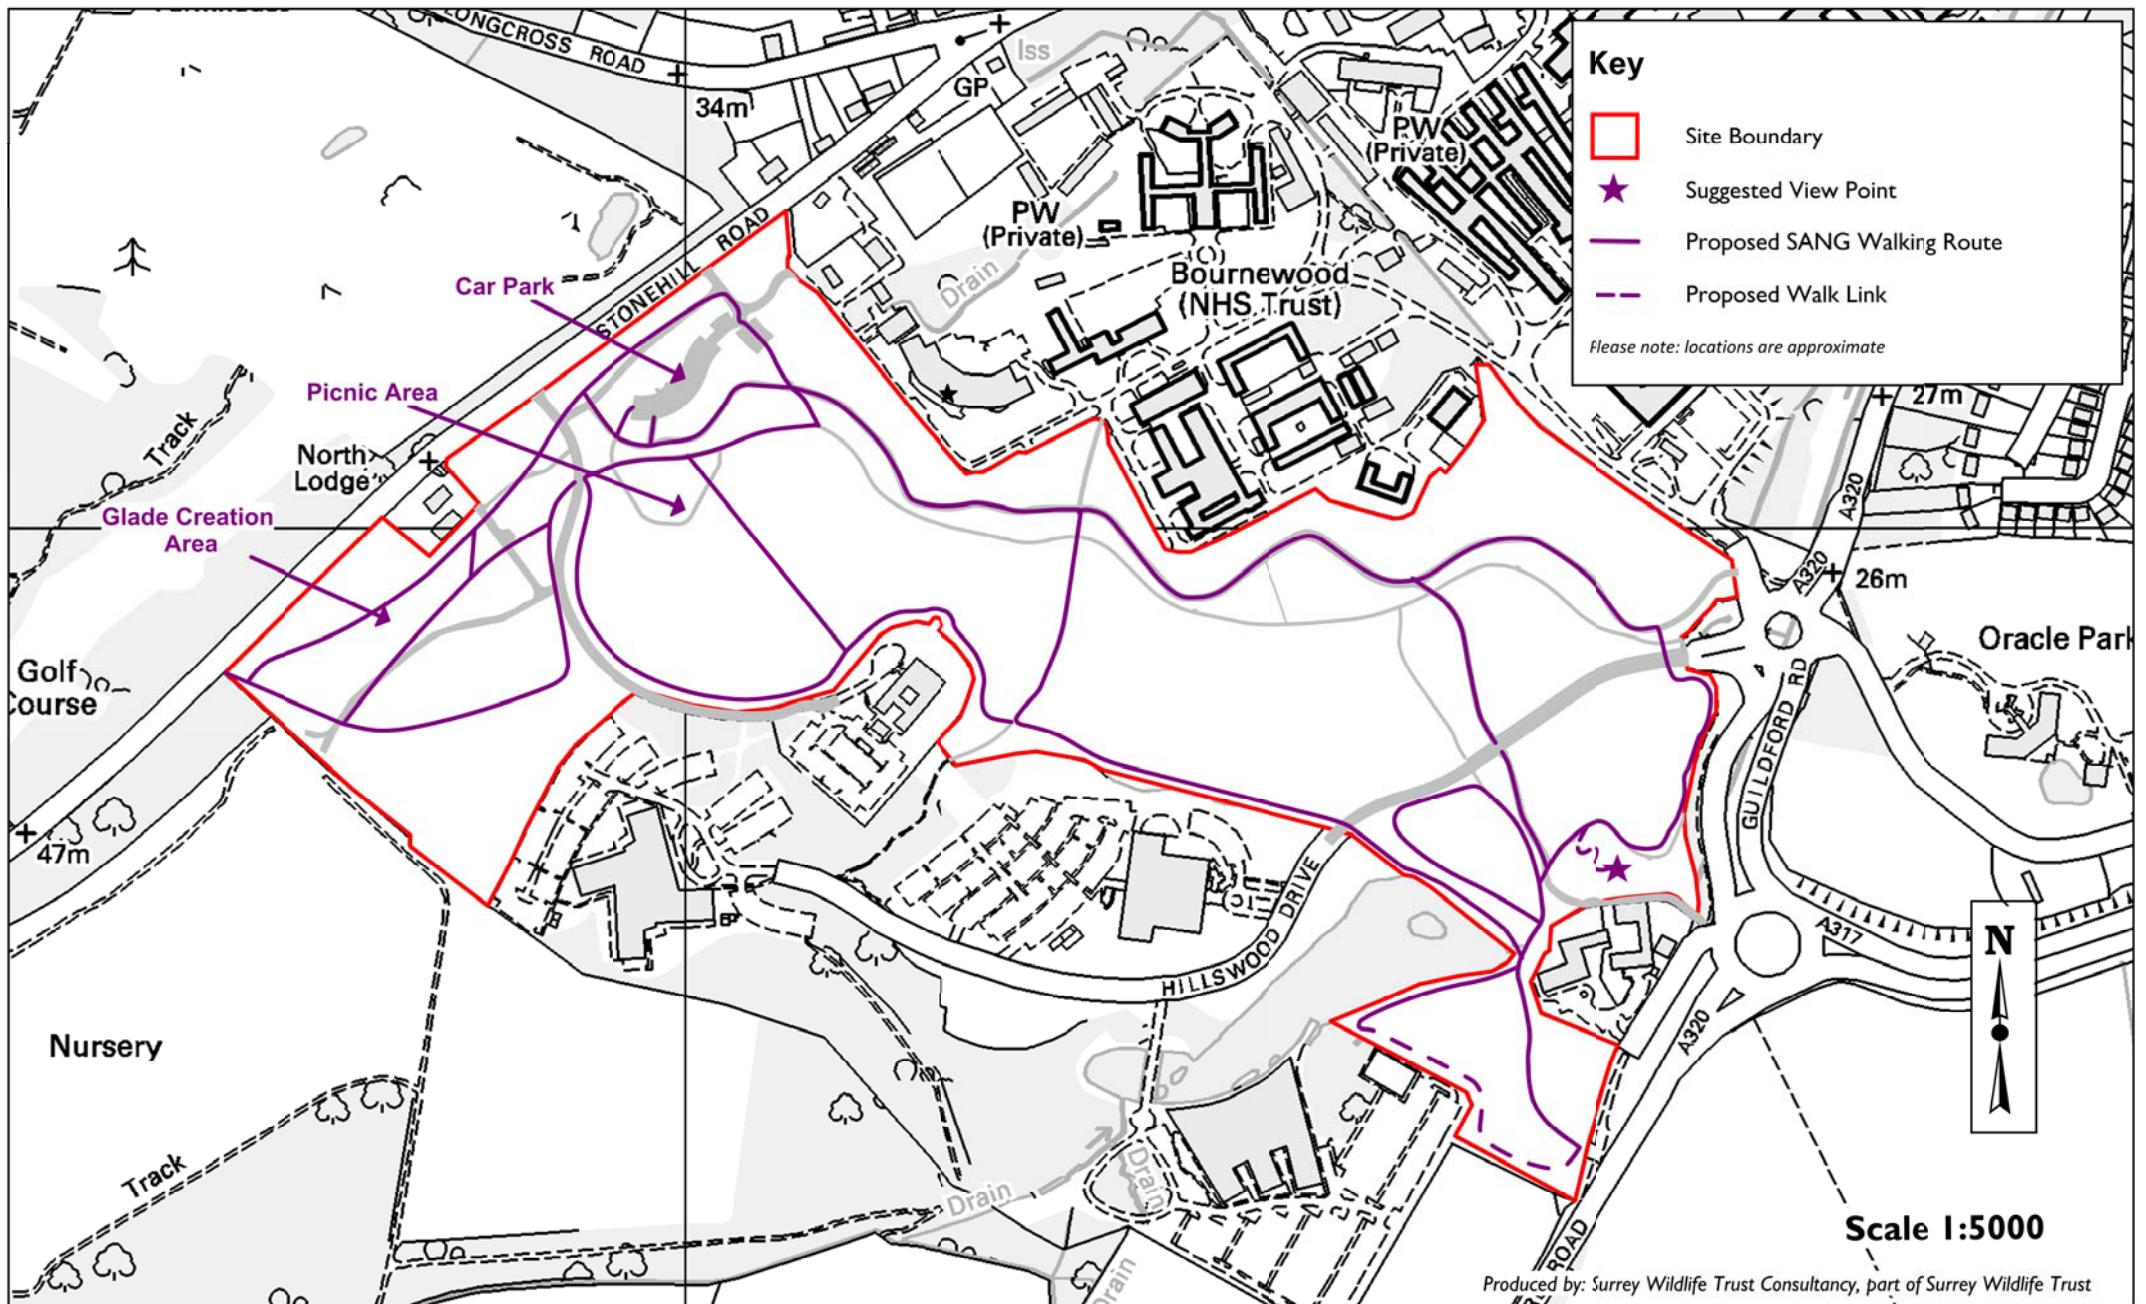 LONGCROSS ROAD
34m
Iss
GP
PW
(Private)
PW
(Private)
Drain
Bournewood
(NHS Trust)
STONEHILL ROAD
Car Park
Picnic Area
Track
North
Lodge
Glade Creation
Area
Golf
Course
47m
Key
Site Boundary
Suggested View Point
Proposed SANG Walking Route
Proposed Walk Link
Please note: locations are approximate
27m
A320
A320
26m
Oracle Park
GUILDFORD RD
A317
A320
HILLSWOOD DRIVE
Nursery
Track
Drain
Drain
Drain
ROAD
N
Scale 1:5000
Produced by: Surrey Wildlife Trust Consultancy, part of Surrey Wildlife Trust